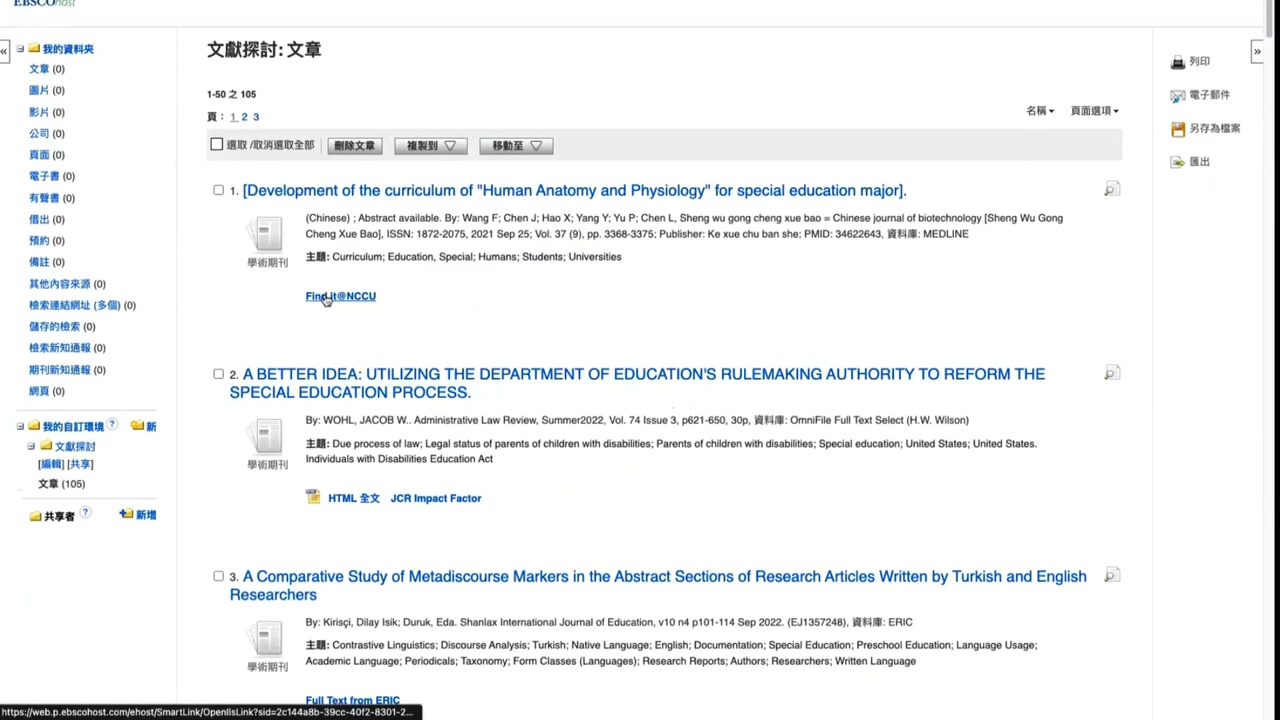 EBSCOhost
«
我的資料夾
文章 (0)
圖片 (0)
影片 (0)
公司 (0)
頁面 (0)
電子書 (0)
有聲書 (0)
借出 (0)
預約 (0)
備註 (0)
其他內容來源 (0)
檢索連結網址 (多個) (0)
儲存的檢索 (0)
檢索新知通報 (0)
期刊新知通報 (0)
網頁 (0)
我的自訂環境 ? 新
文獻探討
[編輯] [共享]
文章 (105)
共享者 ? 新增
文獻探討: 文章
1-50 之 105
頁： 1 2 3
名稱 頁面選項
選取 /取消選取全部 刪除文章 複製到 移動至
1. [Development of the curriculum of "Human Anatomy and Physiology" for special education major].
(Chinese) ; Abstract available. By: Wang F; Chen J; Hao X; Yang Y; Yu P; Chen L, Sheng wu gong cheng xue bao = Chinese journal of biotechnology [Sheng Wu Gong
Cheng Xue Bao], ISSN: 1872-2075, 2021 Sep 25; Vol. 37 (9), pp. 3368-3375; Publisher: Ke xue chu ban she; PMID: 34622643, 資料庫: MEDLINE
學術期刊
主題: Curriculum; Education, Special; Humans; Students; Universities
Find it@NCCU
2. A BETTER IDEA: UTILIZING THE DEPARTMENT OF EDUCATION'S RULEMAKING AUTHORITY TO REFORM THE
SPECIAL EDUCATION PROCESS.
By: WOHL, JACOB W.. Administrative Law Review, Summer2022, Vol. 74 Issue 3, p621-650, 30p, 資料庫: OmniFile Full Text Select (H.W. Wilson)
主題: Due process of law; Legal status of parents of children with disabilities; Parents of children with disabilities; Special education; United States; United States.
Individuals with Disabilities Education Act
學術期刊
HTML 全文 JCR Impact Factor
3. A Comparative Study of Metadiscourse Markers in the Abstract Sections of Research Articles Written by Turkish and English
Researchers
By: Kirisçi, Dilay Isik; Duruk, Eda. Shanlax International Journal of Education, v10 n4 p101-114 Sep 2022. (EJ1357248), 資料庫: ERIC
主題: Contrastive Linguistics; Discourse Analysis; Turkish; Native Language; English; Documentation; Special Education; Preschool Education; Language Usage;
Academic Language; Periodicals; Taxonomy; Form Classes (Languages); Research Reports; Authors; Researchers; Written Language
學術期刊
Full Text from ERIC
»
列印
電子郵件
另存為檔案
匯出
https://web.p.ebscohost.com/ehost/SmartLink/OpenIlsLink?sid=2c144a8b-39cc-40f2-8301-2...